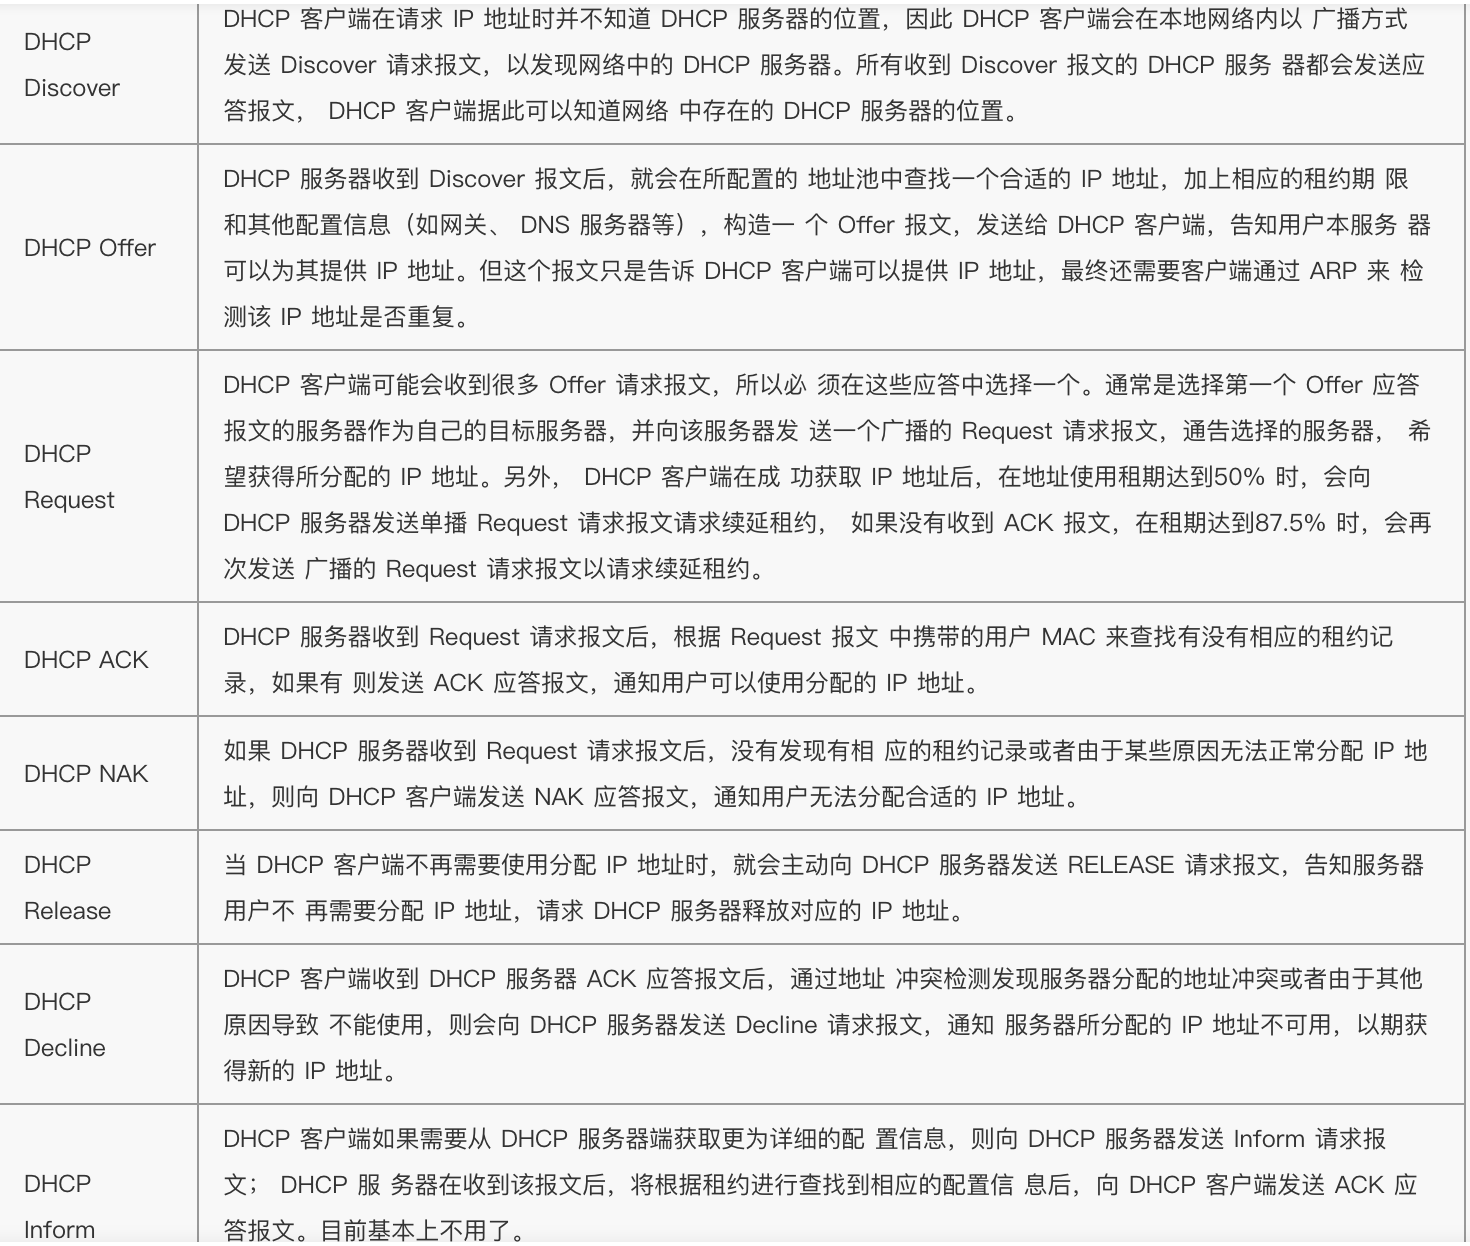 DHCP
Discover
DHCP 客户端在请求 IP 地址时并不知道 DHCP 服务器的位置，因此 DHCP 客户端会在本地网络内以 广播方式
发送 Discover 请求报文，以发现网络中的 DHCP 服务器。所有收到 Discover 报文的 DHCP 服务 器都会发送应
答报文， DHCP 客户端据此可以知道网络 中存在的 DHCP 服务器的位置。
DHCP Offer
DHCP 服务器收到 Discover 报文后，就会在所配置的 地址池中查找一个合适的 IP 地址，加上相应的租约期 限
和其他配置信息（如网关、 DNS 服务器等），构造一 个 Offer 报文，发送给 DHCP 客户端，告知用户本服务 器
可以为其提供 IP 地址。但这个报文只是告诉 DHCP 客户端可以提供 IP 地址，最终还需要客户端通过 ARP 来 检
测该 IP 地址是否重复。
DHCP
Request
DHCP 客户端可能会收到很多 Offer 请求报文，所以必 须在这些应答中选择一个。通常是选择第一个 Offer 应答
报文的服务器作为自己的目标服务器，并向该服务器发 送一个广播的 Request 请求报文，通告选择的服务器， 希
望获得所分配的 IP 地址。另外， DHCP 客户端在成 功获取 IP 地址后，在地址使用租期达到50% 时，会向
DHCP 服务器发送单播 Request 请求报文请求续延租约， 如果没有收到 ACK 报文，在租期达到87.5% 时，会再
次发送 广播的 Request 请求报文以请求续延租约。
DHCP ACK
DHCP 服务器收到 Request 请求报文后，根据 Request 报文 中携带的用户 MAC 来查找有没有相应的租约记
录，如果有 则发送 ACK 应答报文，通知用户可以使用分配的 IP 地址。
DHCP NAK
如果 DHCP 服务器收到 Request 请求报文后，没有发现有相 应的租约记录或者由于某些原因无法正常分配 IP 地
址，则向 DHCP 客户端发送 NAK 应答报文，通知用户无法分配合适的 IP 地址。
DHCP
Release
当 DHCP 客户端不再需要使用分配 IP 地址时，就会主动向 DHCP 服务器发送 RELEASE 请求报文，告知服务器
用户不 再需要分配 IP 地址，请求 DHCP 服务器释放对应的 IP 地址。
DHCP
Decline
DHCP 客户端收到 DHCP 服务器 ACK 应答报文后，通过地址 冲突检测发现服务器分配的地址冲突或者由于其他
原因导致 不能使用，则会向 DHCP 服务器发送 Decline 请求报文，通知 服务器所分配的 IP 地址不可用，以期获
得新的 IP 地址。
DHCP
Inform
DHCP 客户端如果需要从 DHCP 服务器端获取更为详细的配 置信息，则向 DHCP 服务器发送 Inform 请求报
文； DHCP 服 务器在收到该报文后，将根据租约进行查找到相应的配置信 息后，向 DHCP 客户端发送 ACK 应
答报文。目前基本上不用了。